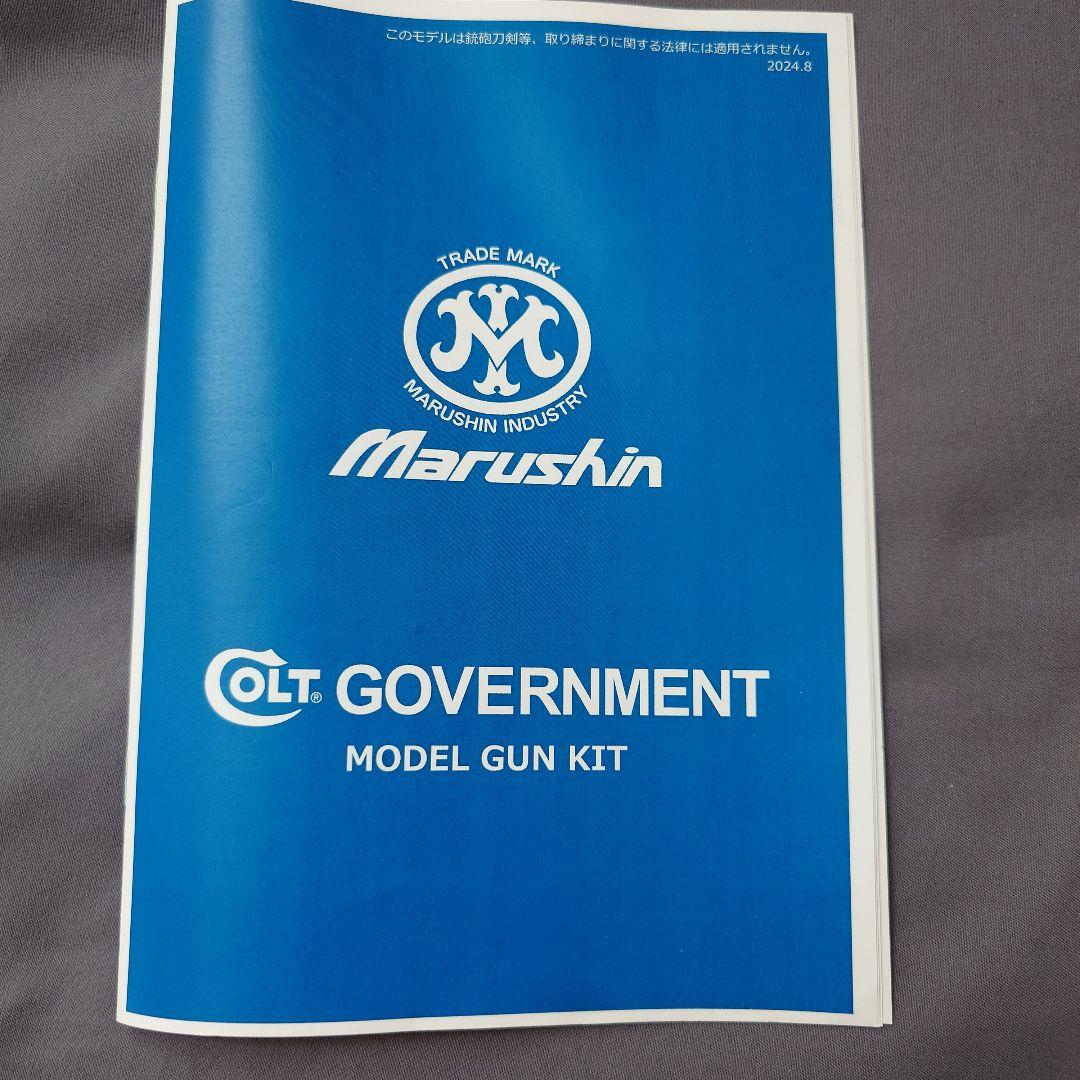 このモデルは銃砲刀剣等、取り締まりに関する法律には適用されません。
2024.8
TRADE MARK
M
MARUSHIN INDUSTRY
Marushin
COLT® GOVERNMENT
MODEL GUN KIT